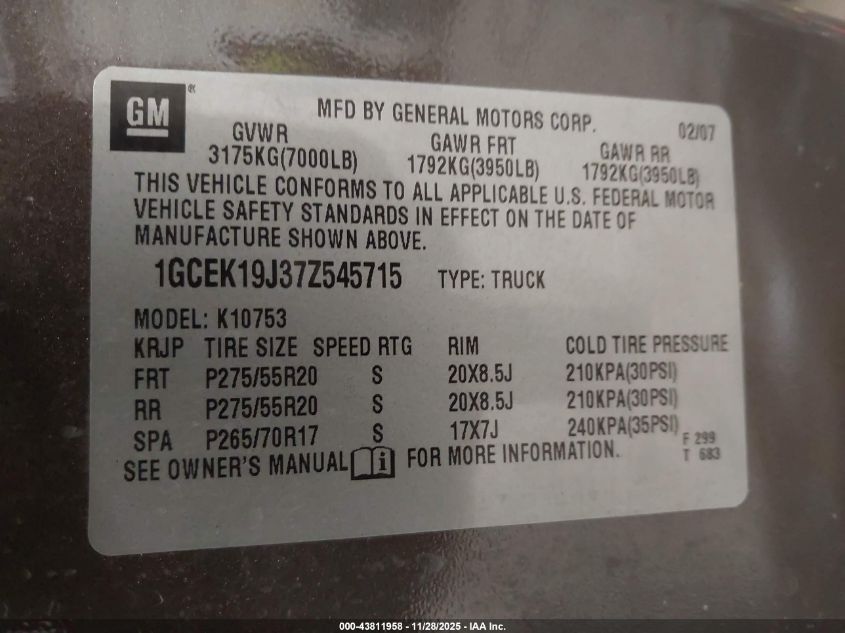 GM ®
MFD BY GENERAL MOTORS CORP. 02/07
GVWR GAWR FRT GAWR RR
3175KG(7000LB) 1792KG(3950LB) 1792KG(3950LB)
THIS VEHICLE CONFORMS TO ALL APPLICABLE U.S. FEDERAL MOTOR
VEHICLE SAFETY STANDARDS IN EFFECT ON THE DATE OF
MANUFACTURE SHOWN ABOVE.
1GCEK19J37Z545715 TYPE: TRUCK
MODEL: K10753
KRJP TIRE SIZE SPEED RTG RIM COLD TIRE PRESSURE
FRT P275/55R20 S 20X8.5J 210KPA(30PSI)
RR P275/55R20 S 20X8.5J 210KPA(30PSI)
SPA P265/70R17 S 17X7J 240KPA(35PSI)
F 299
T 683
SEE OWNER'S MANUAL i FOR MORE INFORMATION.
000-43811958 - 11/28/2025 - IAA Inc.